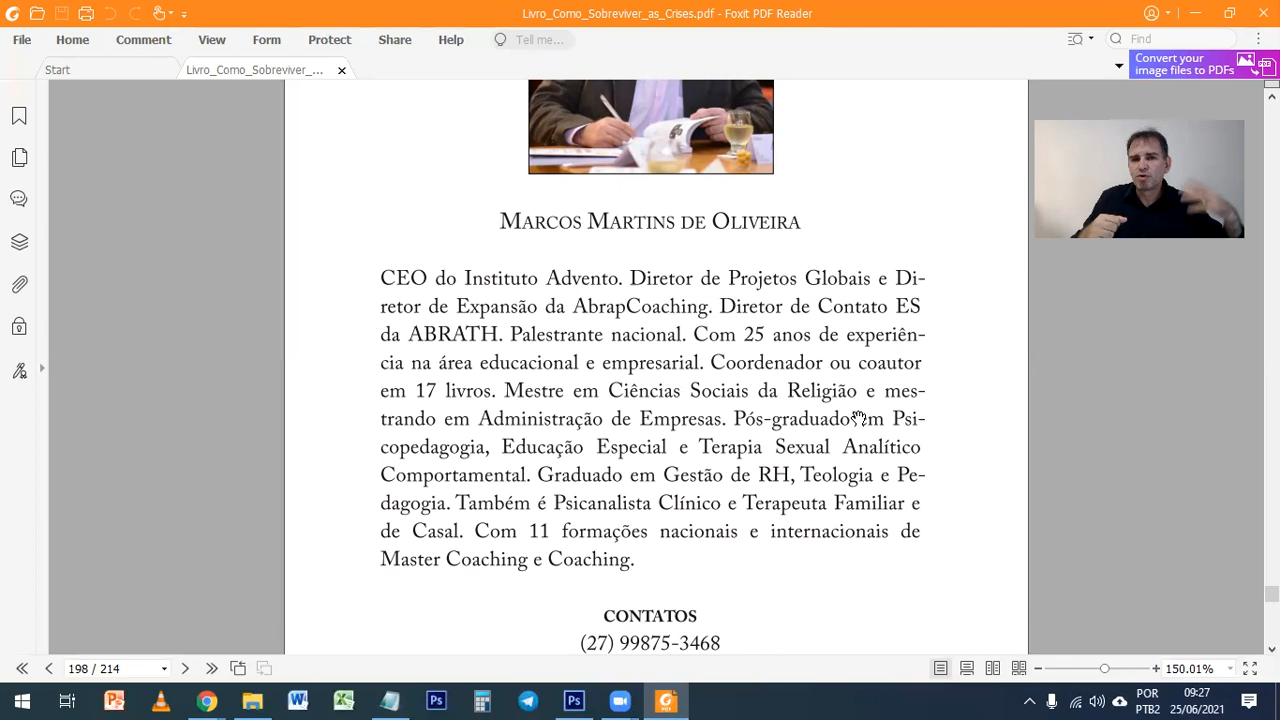 Livro_Como_Sobreviver_as_Crises.pdf - Foxit PDF Reader
File Home Comment View Form Protect Share Help Tell me... Find
Start Livro_Como_Sobreviver_...
Convert your
image files to PDFs
MARCOS MARTINS DE OLIVEIRA
CEO do Instituto Advento. Diretor de Projetos Globais e Di-
retor de Expansão da AbrapCoaching. Diretor de Contato ES
da ABRATH. Palestrante nacional. Com 25 anos de experiên-
cia na área educacional e empresarial. Coordenador ou coautor
em 17 livros. Mestre em Ciências Sociais da Religião e mes-
trando em Administração de Empresas. Pós-graduado em Psi-
copedagogia, Educação Especial e Terapia Sexual Analítico
Comportamental. Graduado em Gestão de RH, Teologia e Pe-
dagogia. Também é Psicanalista Clínico e Terapeuta Familiar e
de Casal. Com 11 formações nacionais e internacionais de
Master Coaching e Coaching.
CONTATOS
(27) 99875-3468
198 / 214 150.01%
POR 09:27
PTB2 25/06/2021